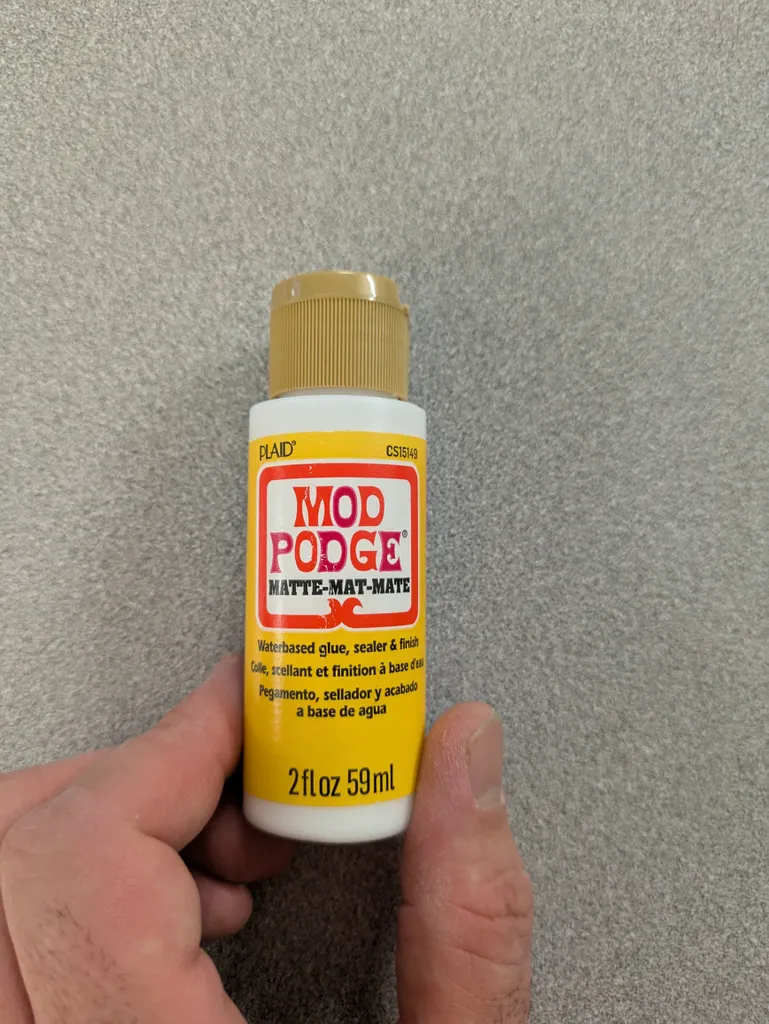 PLAID® CS15149
MOD
PODGE®
MATTE-MAT-MATE
Waterbased glue, sealer & finish
Colle, scellant et finition à base d'eau
Pegamento, sellador y acabado
a base de agua
2 fl oz 59 ml